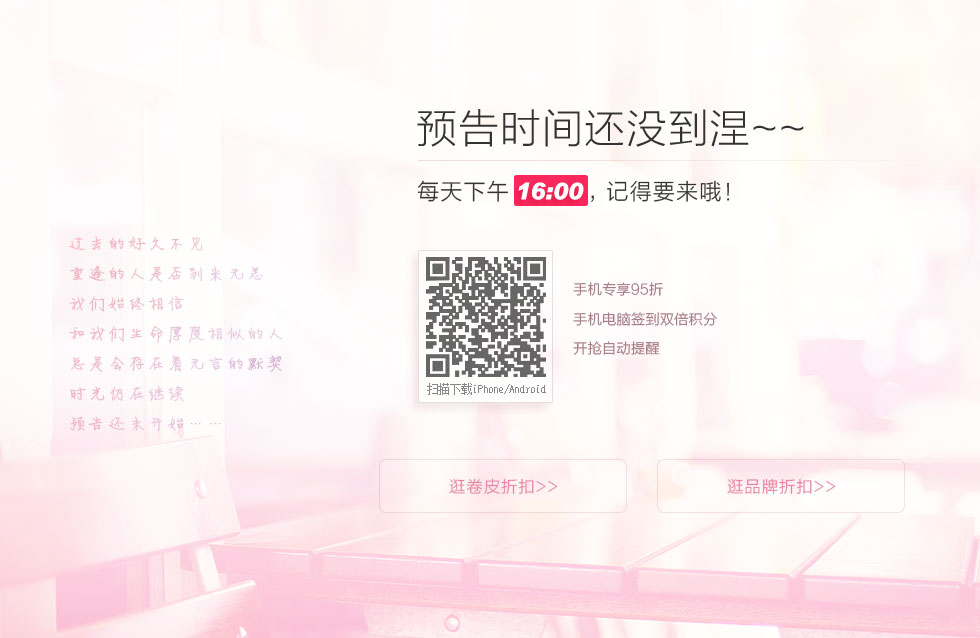 预告时间还没到涅~~
每天下午 16:00，记得要来哦！
过去的好久不见
重逢的人是否别来无恙
我们始终相信
和我们生命厚度相似的人
总是会存在着无言的默契
时光仍在继续
预告还未开始……
手机专享95折
手机电脑签到双倍积分
开抢自动提醒
扫描下载iPhone/Android
逛卷皮折扣>>
逛品牌折扣>>